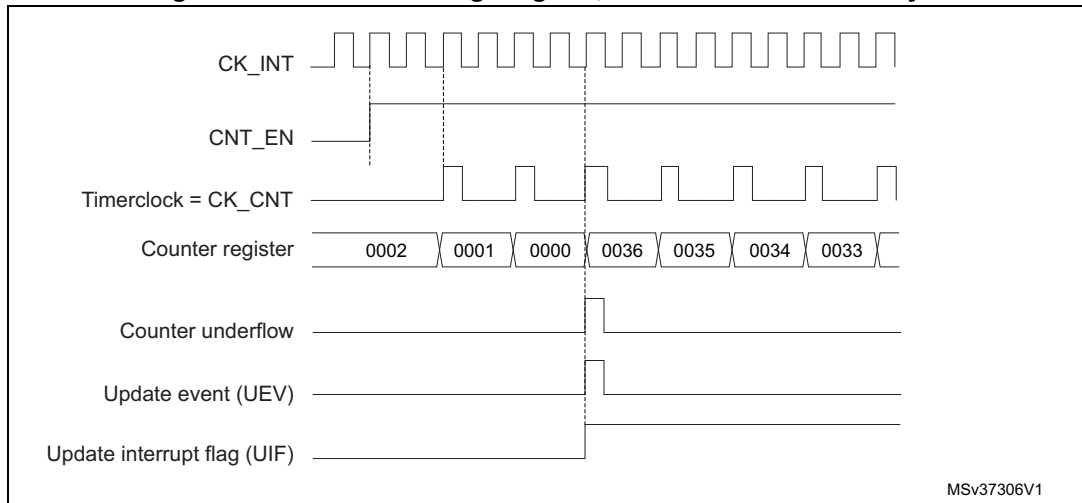 CK_INT
CNT_EN
Timerclock = CK_CNT
Counter register 0002 0001 0000 0036 0035 0034 0033
Counter underflow
Update event (UEV)
Update interrupt flag (UIF)
MSv37306V1